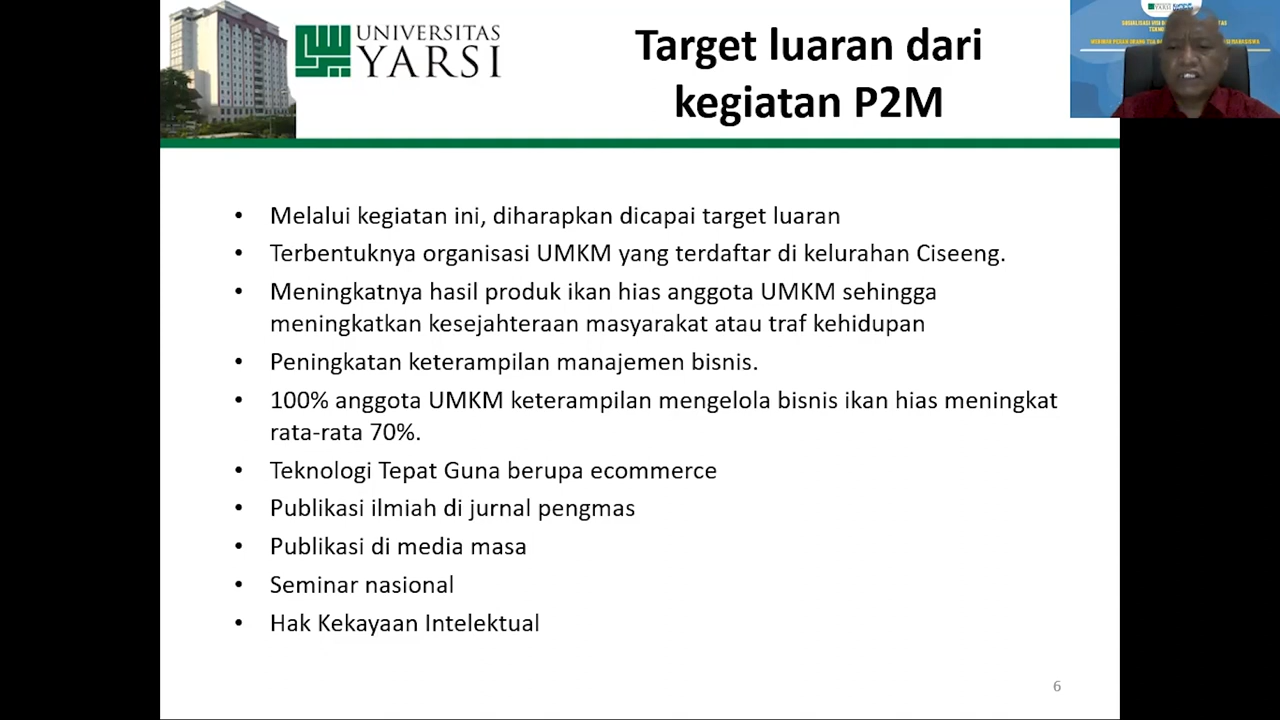 UNIVERSITAS
YARSI
Target luaran dari
kegiatan P2M
YARSI
• Melalui kegiatan ini, diharapkan dicapai target luaran
• Terbentuknya organisasi UMKM yang terdaftar di kelurahan Ciseeng.
• Meningkatnya hasil produk ikan hias anggota UMKM sehingga
meningkatkan kesejahteraan masyarakat atau traf kehidupan
• Peningkatan keterampilan manajemen bisnis.
• 100% anggota UMKM keterampilan mengelola bisnis ikan hias meningkat
rata-rata 70%.
• Teknologi Tepat Guna berupa ecommerce
• Publikasi ilmiah di jurnal pengmas
• Publikasi di media masa
• Seminar nasional
• Hak Kekayaan Intelektual
6